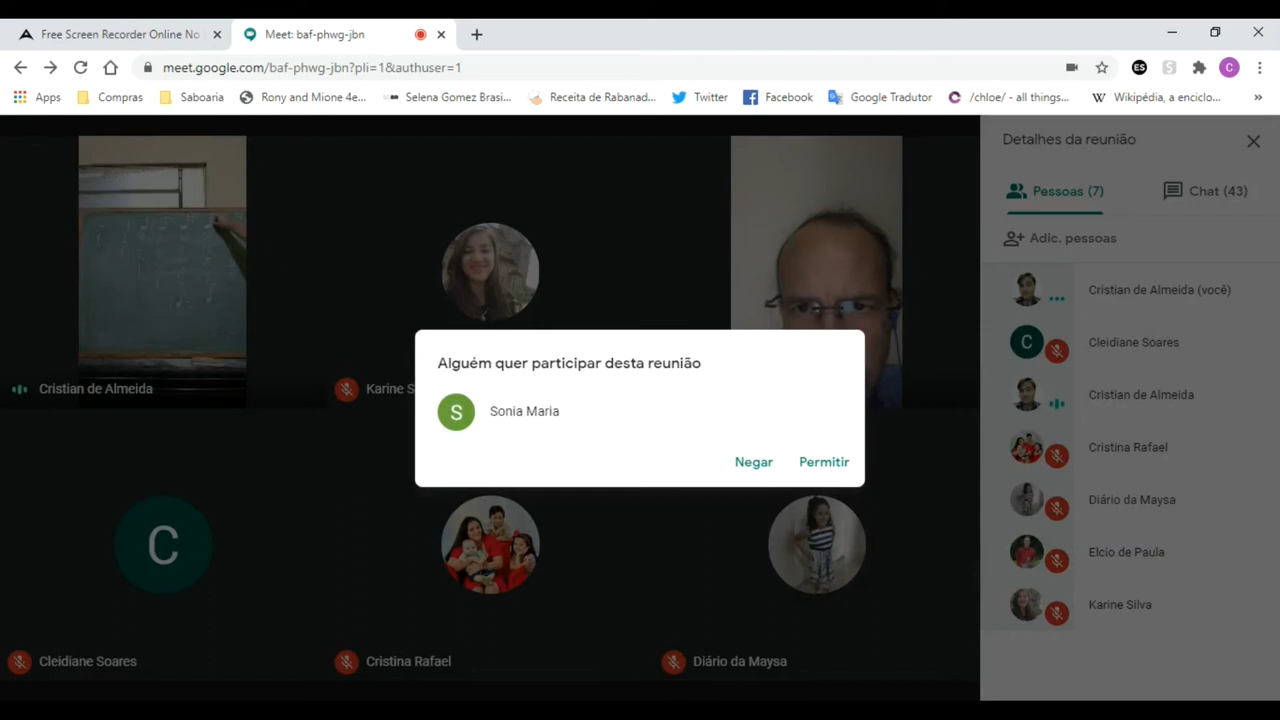 Free Screen Recorder Online No
Meet: baf-phwg-jbn
meet.google.com/baf-phwg-jbn?pli=1&authuser=1
ES
S
C
Apps
Compras
Saboaria
Rony and Mione 4e...
Selena Gomez Brasi...
Receita de Rabanad...
Twitter
Facebook
Google Tradutor
/chloe/ - all things...
Wikipédia, a enciclo...
Detalhes da reunião
Pessoas (7)
Chat (43)
Adic. pessoas
Cristian de Almeida (você)
C
Cleidiane Soares
Cristian de Almeida
Cristina Rafael
Diário da Maysa
Elcio de Paula
Karine Silva
Cristian de Almeida
Karine S
Alguém quer participar desta reunião
S
Sonia Maria
Negar
Permitir
C
Cleidiane Soares
Cristina Rafael
Diário da Maysa